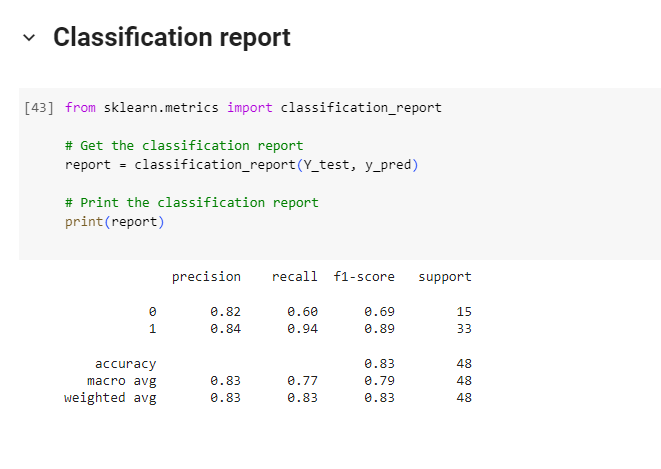 Classification report
[43] from sklearn.metrics import classification_report
# Get the classification report
report = classification_report(Y_test, y_pred)
# Print the classification report
print(report)
precision recall f1-score support
0 0.82 0.60 0.69 15
1 0.84 0.94 0.89 33
accuracy 0.83 48
macro avg 0.83 0.77 0.79 48
weighted avg 0.83 0.83 0.83 48